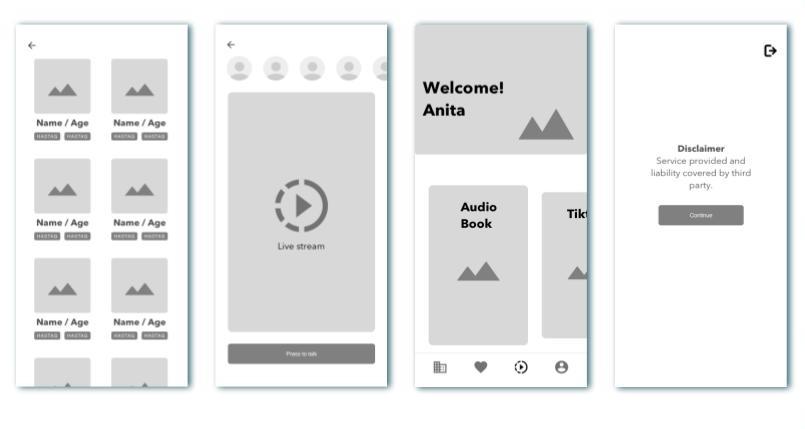 Name / Age
Name / Age
HASTAG HASTAG
HASTAG HASTAG
Name / Age
Name / Age
HASTAG HASTAG
HASTAG HASTAG
Name / Age
Name / Age
HASTAG HASTAG
HASTAG HASTAG
Live stream
Press to talk
Welcome!
Anita
Audio
Book
Tikt
Disclaimer
Service provided and
liability covered by third
party.
Continue